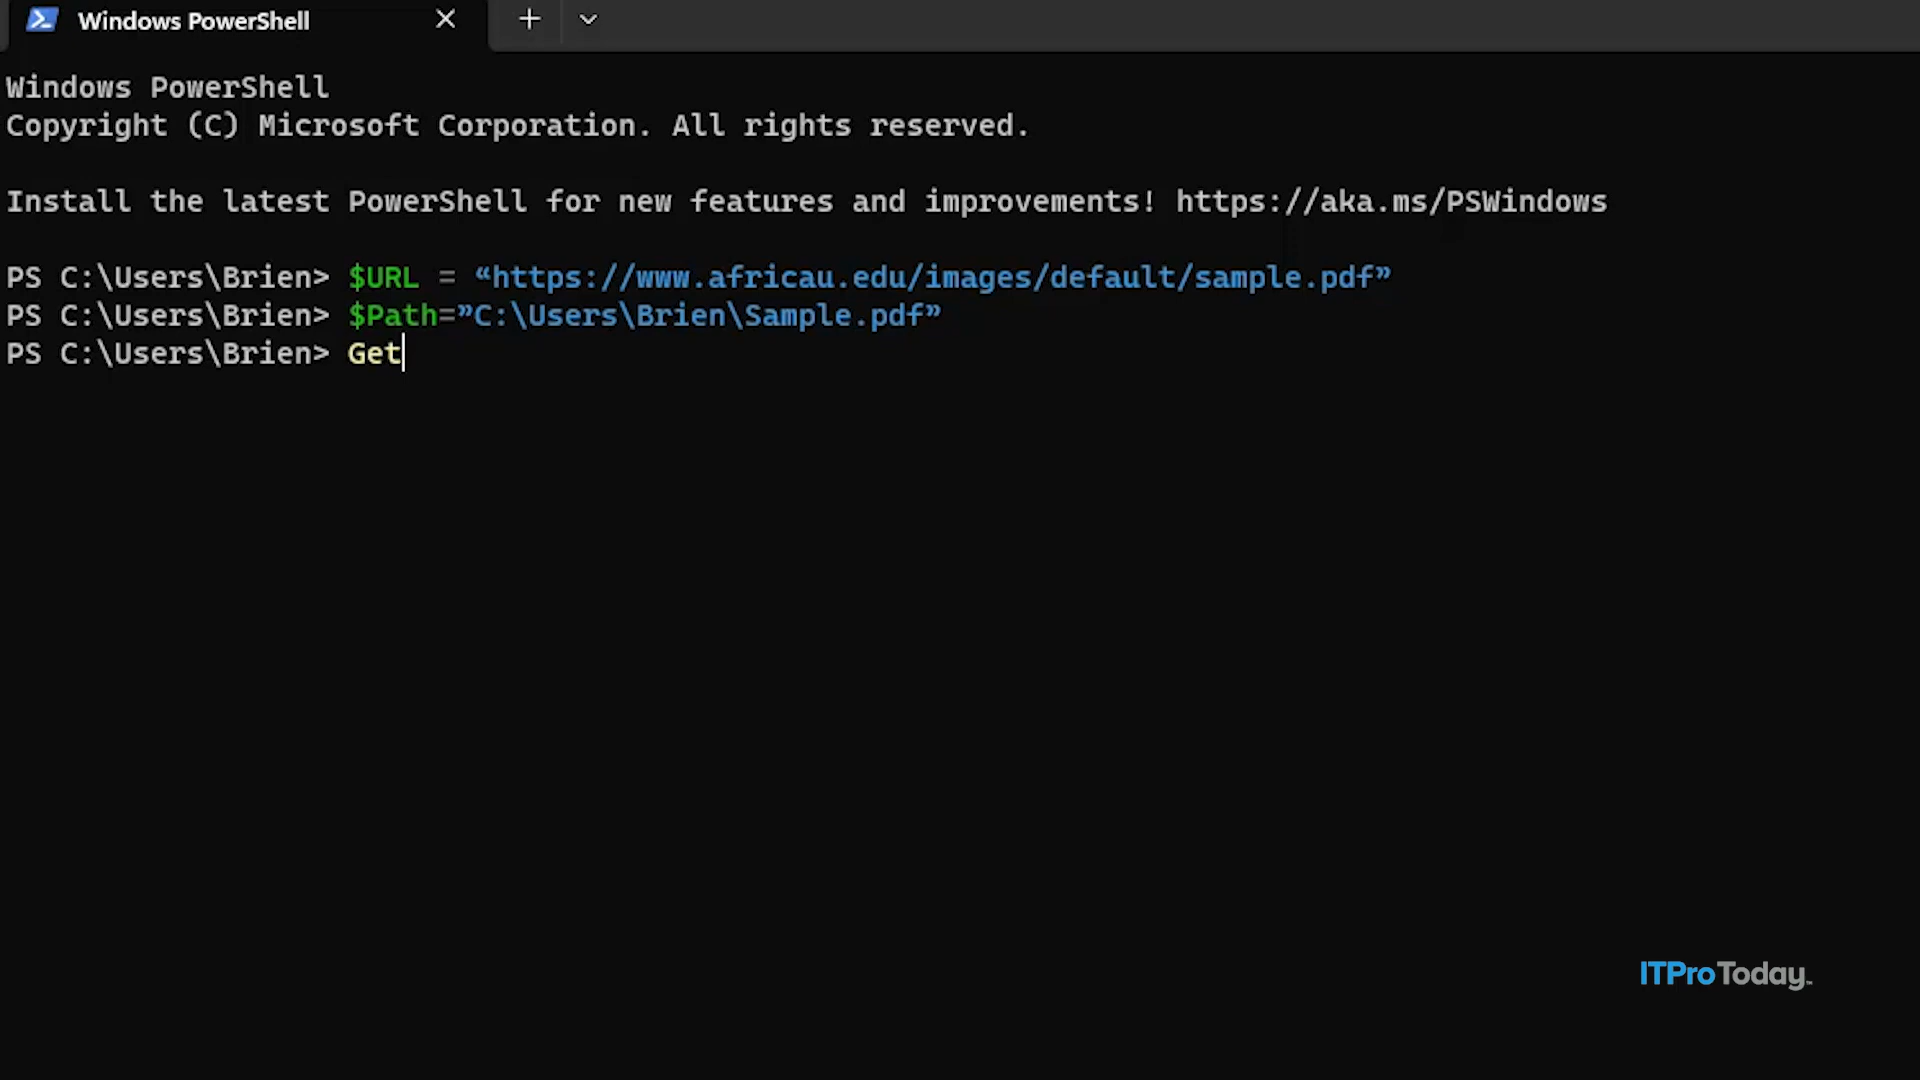 Windows PowerShell
Windows PowerShell
Copyright (C) Microsoft Corporation. All rights reserved.
Install the latest PowerShell for new features and improvements! https://aka.ms/PSWindows
PS C:\Users\Brien> $URL = “https://www.africau.edu/images/default/sample.pdf”
PS C:\Users\Brien> $Path=”C:\Users\Brien\Sample.pdf”
PS C:\Users\Brien> Get
ITProToday™